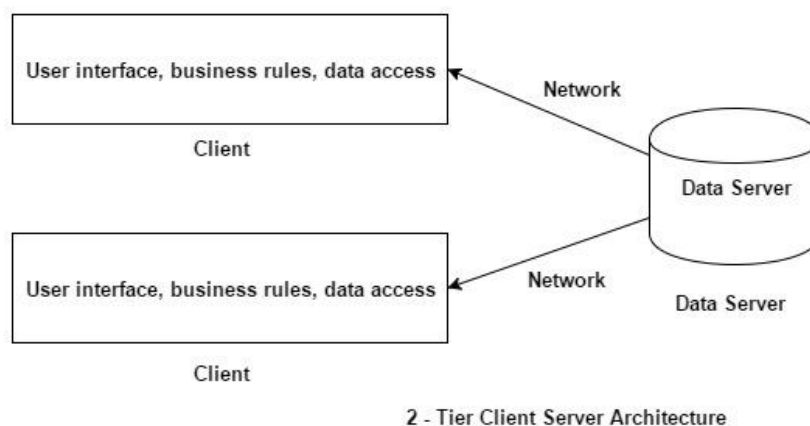 User interface, business rules, data access
Client
Network
Data Server
User interface, business rules, data access
Network
Data Server
Client
2 - Tier Client Server Architecture